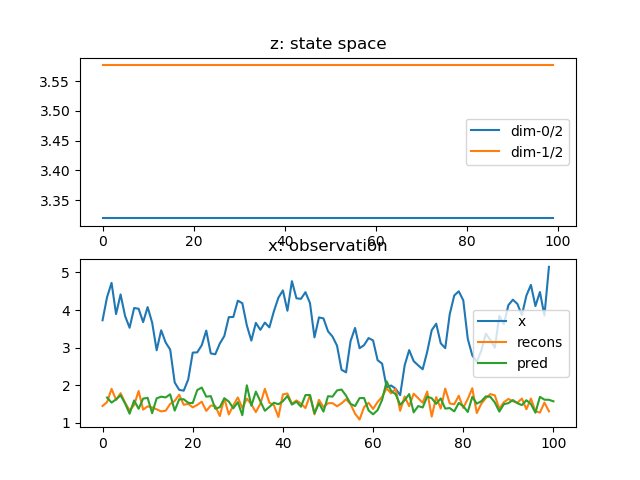 z: state space
3.55
3.50
3.45
3.40
3.35
dim-0/2
dim-1/2
0 20 40 60 80 100
x: observation
5
4
3
2
1
x
recons
pred
0 20 40 60 80 100